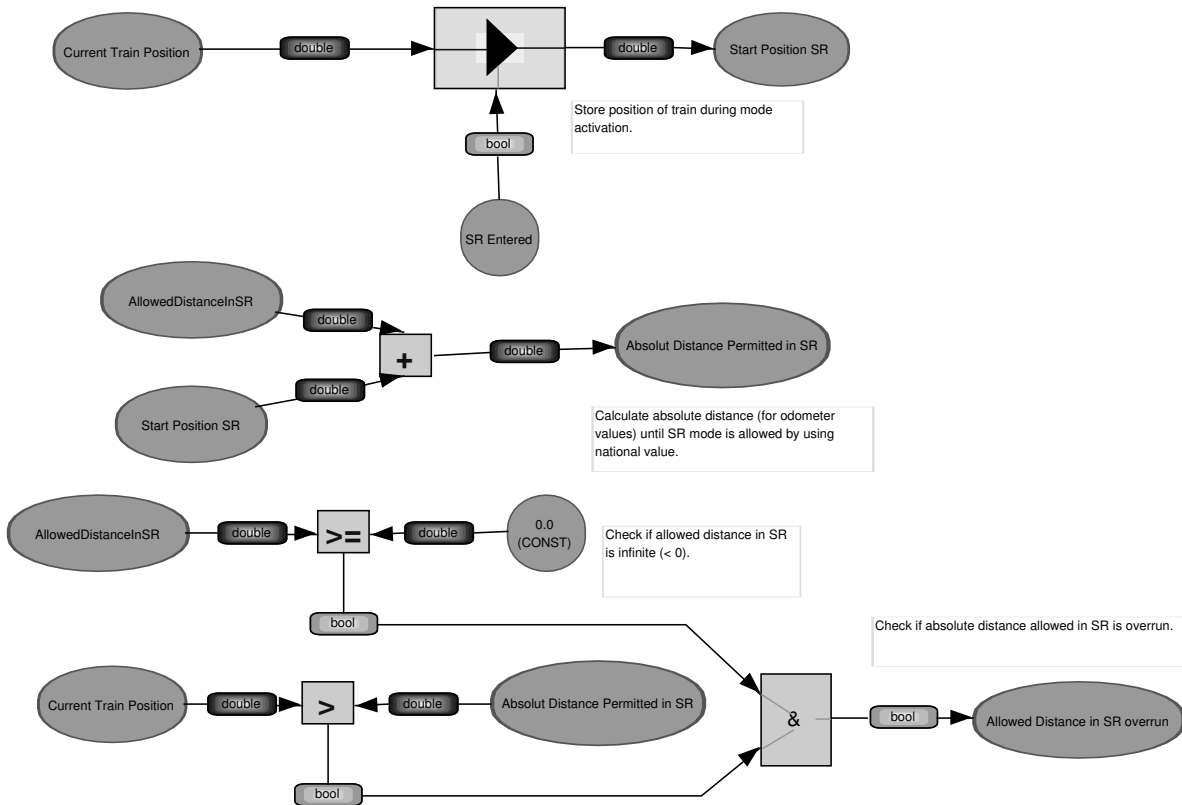 Current Train Position
double
double
Start Position SR
Store position of train during mode
activation.
bool
SR Entered
AllowedDistanceInSR
double
+
double
Absolut Distance Permitted in SR
double
Start Position SR
Calculate absolute distance (for odometer
values) until SR mode is allowed by using
national value.
AllowedDistanceInSR
double
>=
double
0.0
(CONST)
Check if allowed distance in SR
is infinite (< 0).
bool
Check if absolute distance allowed in SR is overrun.
Current Train Position
double
>
double
Absolut Distance Permitted in SR
&
bool
Allowed Distance in SR overrun
bool